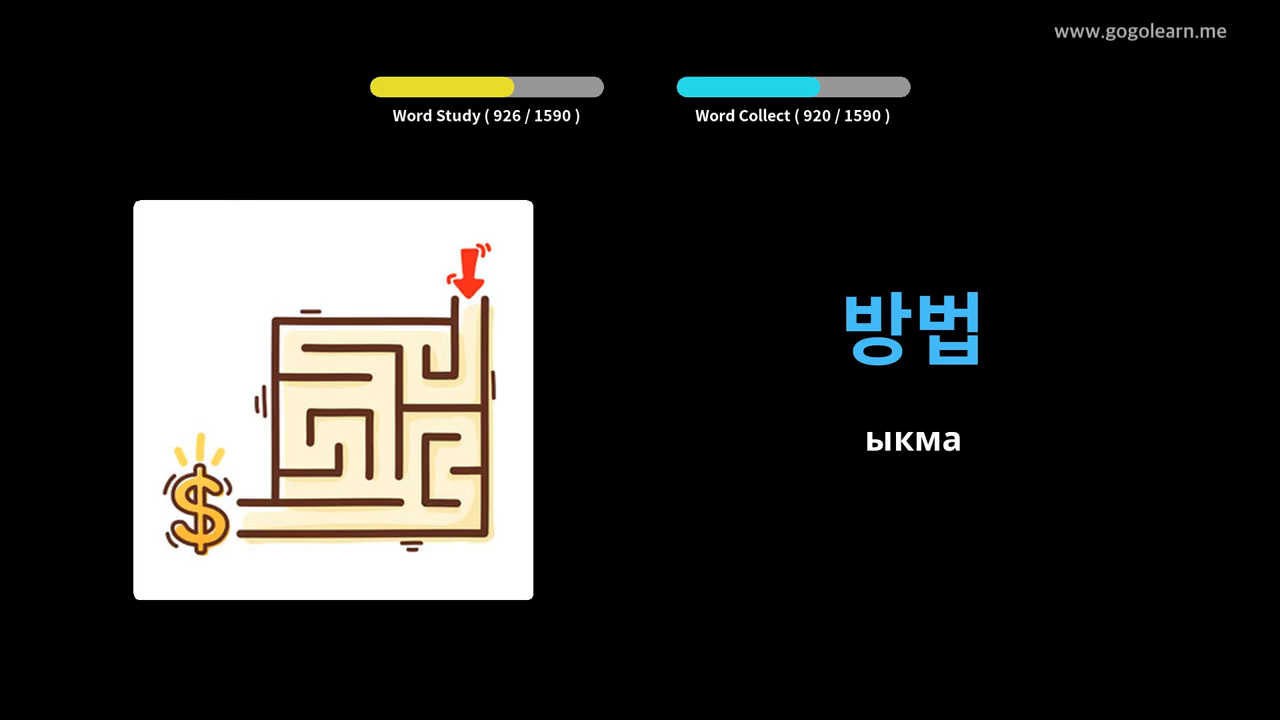 www.gogolearn.me
Word Study ( 926 / 1590 )
Word Collect ( 920 / 1590 )
방법
ыкма
$